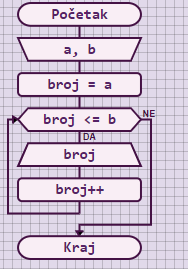 Početak
a, b
broj = a
broj <= b
NE
DA
broj
broj++
Kraj